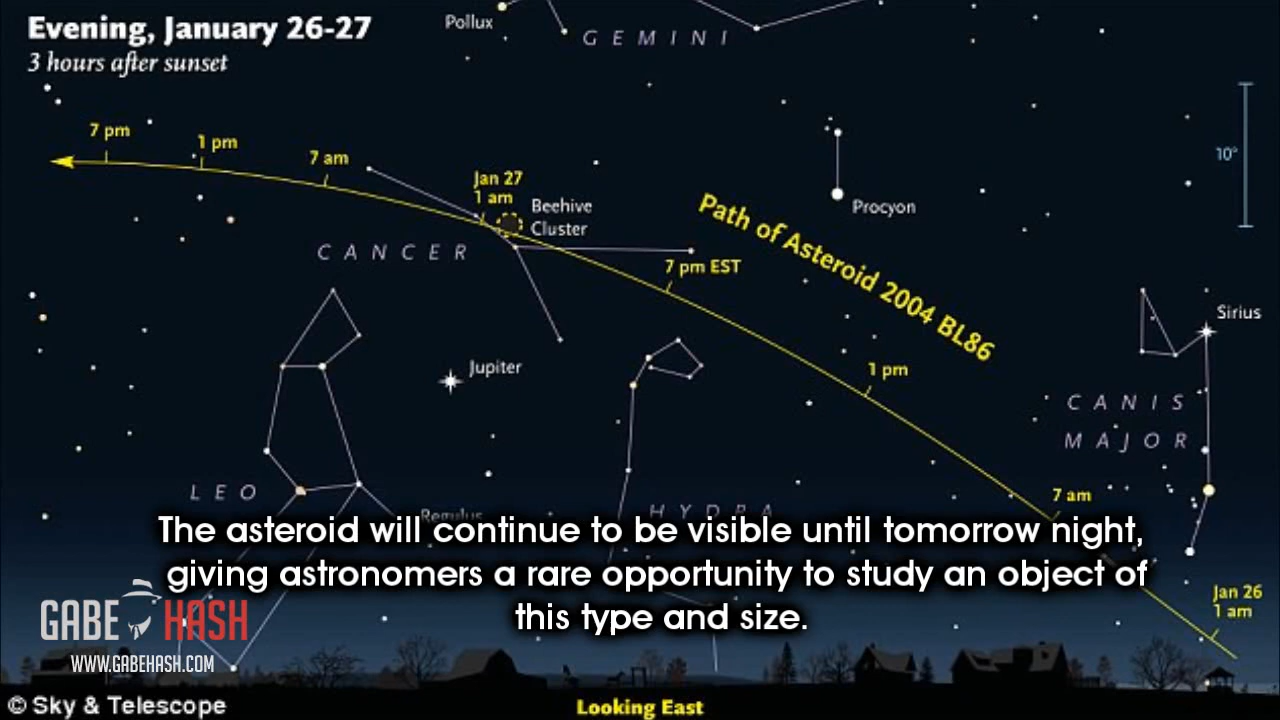 Evening, January 26-27
3 hours after sunset
Pollux
GEMINI
7 pm
1 pm
7 am
Jan 27
1 am
Beehive
Cluster
10°
Procyon
Path of Asteroid 2004 BL86
CANCER
7 pm EST
Sirius
Jupiter
1 pm
CANIS
MAJOR
LEO
7 am
Regulus
HYDRA
The asteroid will continue to be visible until tomorrow night,
giving astronomers a rare opportunity to study an object of
this type and size.
Jan 26
1 am
GABE HASH
WWW.GABEHASH.COM
© Sky & Telescope
Looking East